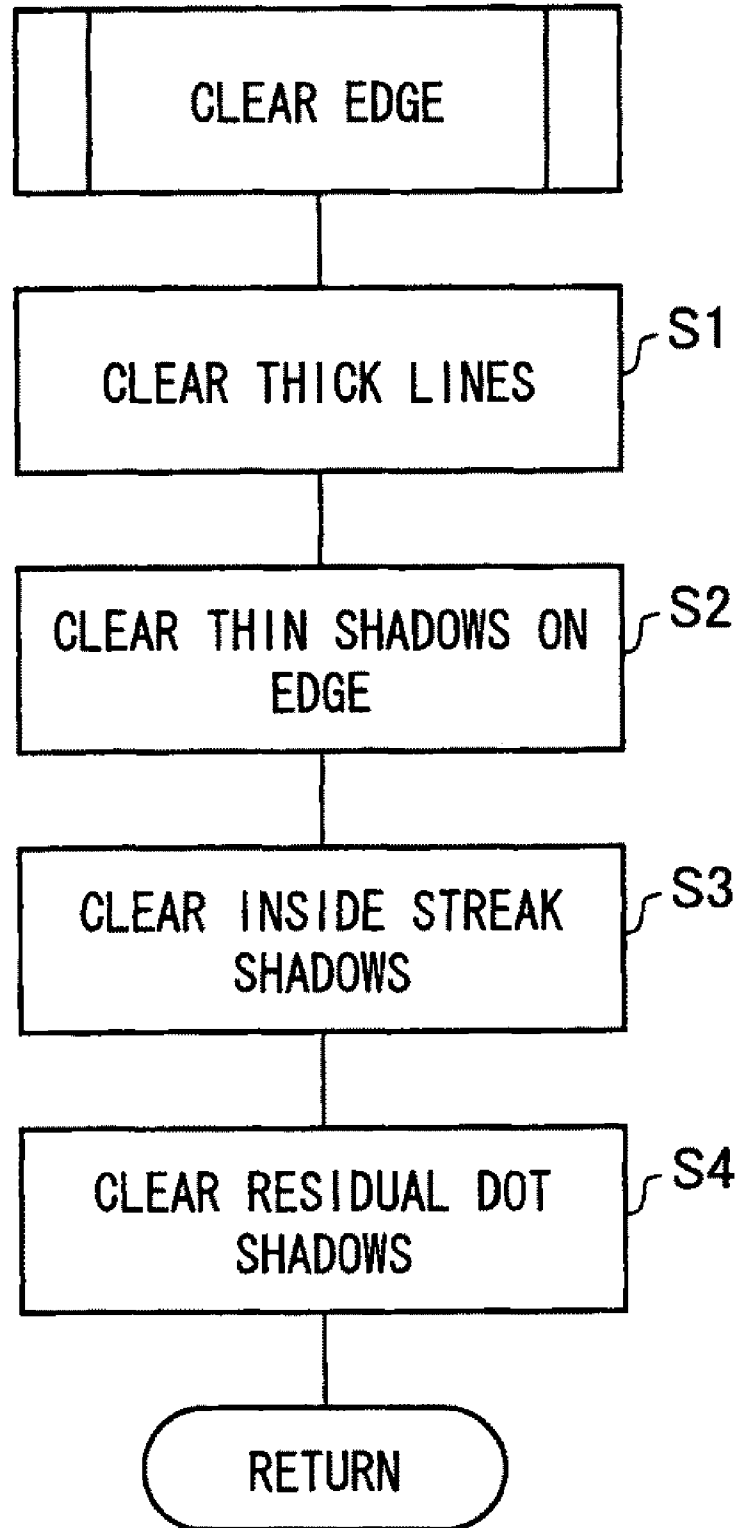 CLEAR EDGE
CLEAR THICK LINES
S1
CLEAR THIN SHADOWS ON
EDGE
S2
CLEAR INSIDE STREAK
SHADOWS
S3
CLEAR RESIDUAL DOT
SHADOWS
S4
RETURN